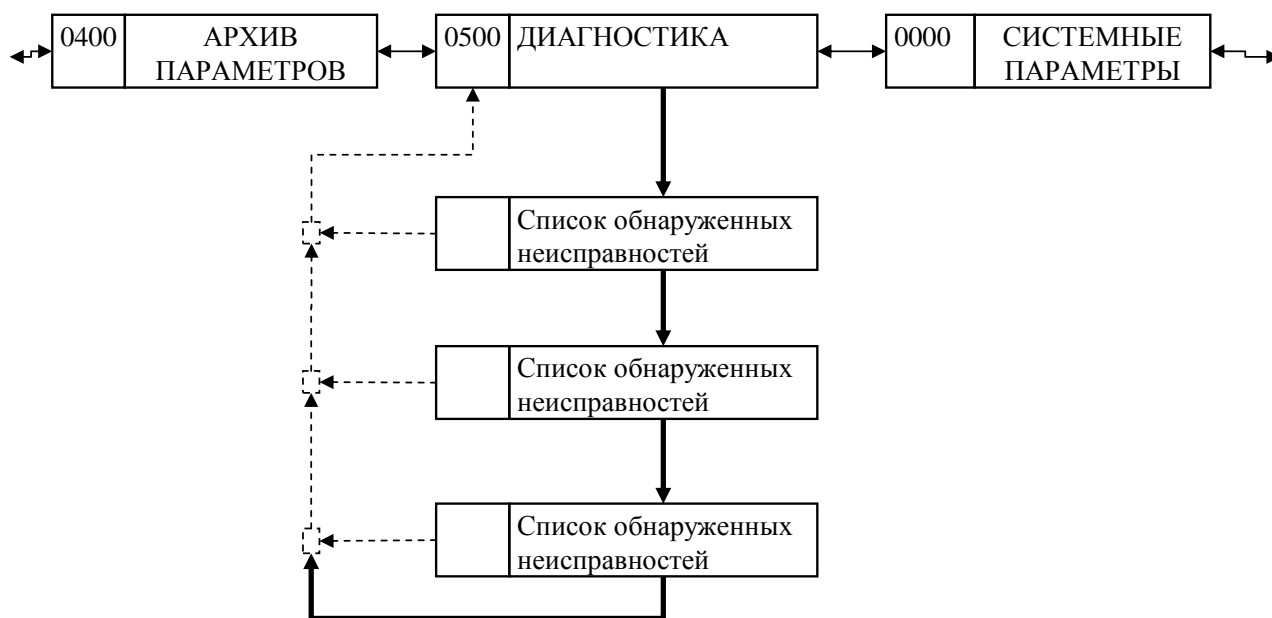 0400
АРХИВ
ПАРАМЕТРОВ
0500
ДИАГНОСТИКА
0000
СИСТЕМНЫЕ
ПАРАМЕТРЫ
Список обнаруженных
неисправностей
Список обнаруженных
неисправностей
Список обнаруженных
неисправностей